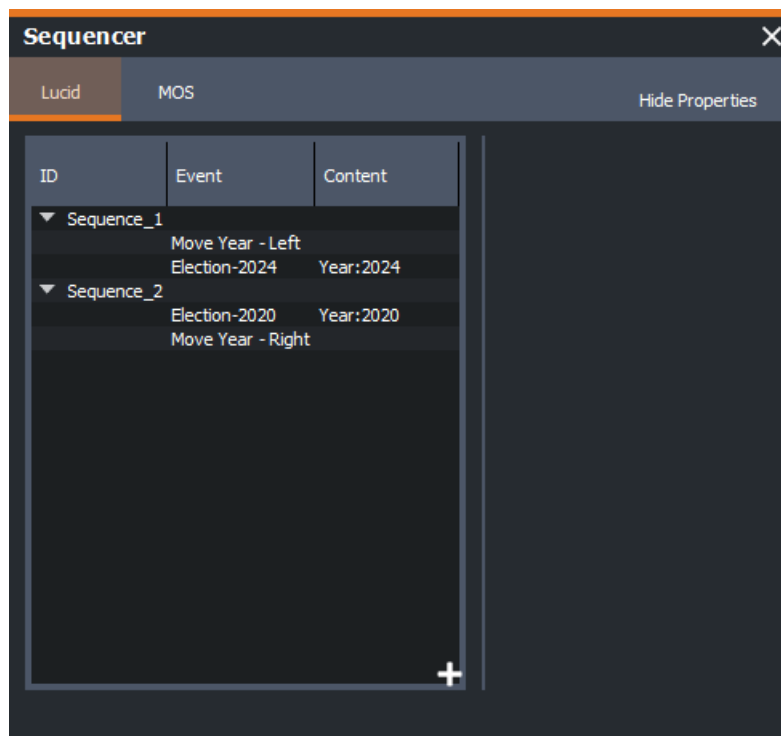 Sequencer
Lucid MOS Hide Properties
ID Event Content
Sequence_1
Move Year - Left
Election-2024 Year:2024
Sequence_2
Election-2020 Year:2020
Move Year - Right